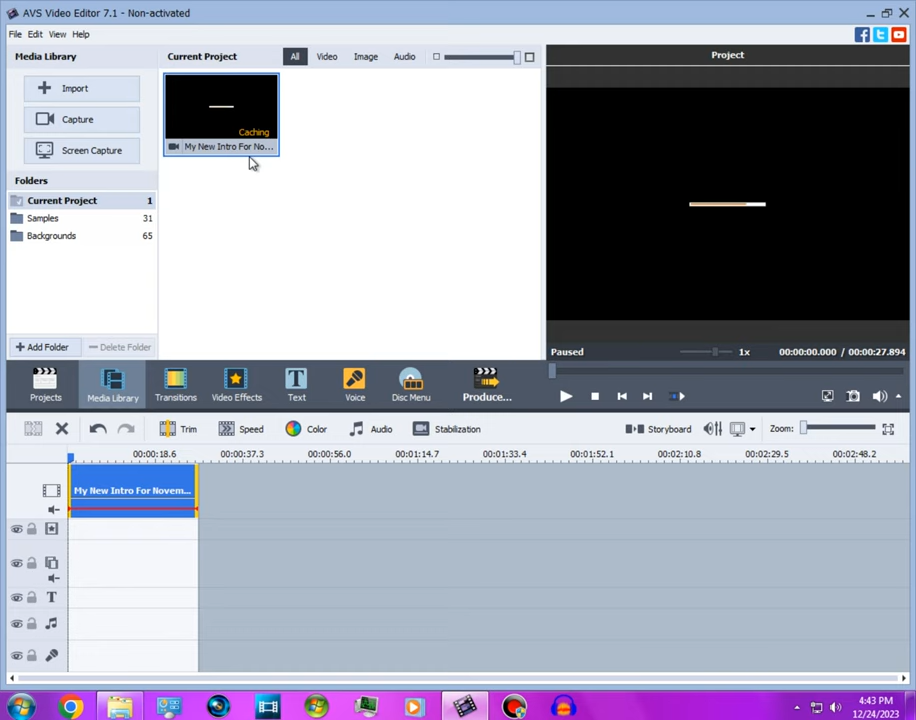 AVS Video Editor 7.1 - Non-activated
File Edit View Help
Media Library
Current Project
All
Video
Image
Audio
Project
Import
Capture
Screen Capture
Caching
My New Intro For No...
Folders
Current Project 1
Samples 31
Backgrounds 65
Add Folder
Delete Folder
Paused
1x
00:00:00.000 / 00:00:27.894
Projects
Media Library
Transitions
Video Effects
Text
Voice
Disc Menu
Produce...
Trim
Speed
Color
Audio
Stabilization
Storyboard
Zoom:
00:00:18.6 00:00:37.3 00:00:56.0 00:01:14.7 00:01:33.4 00:01:52.1 00:02:10.8 00:02:29.5 00:02:48.2
My New Intro For Novem...
T
4:43 PM
12/24/2023